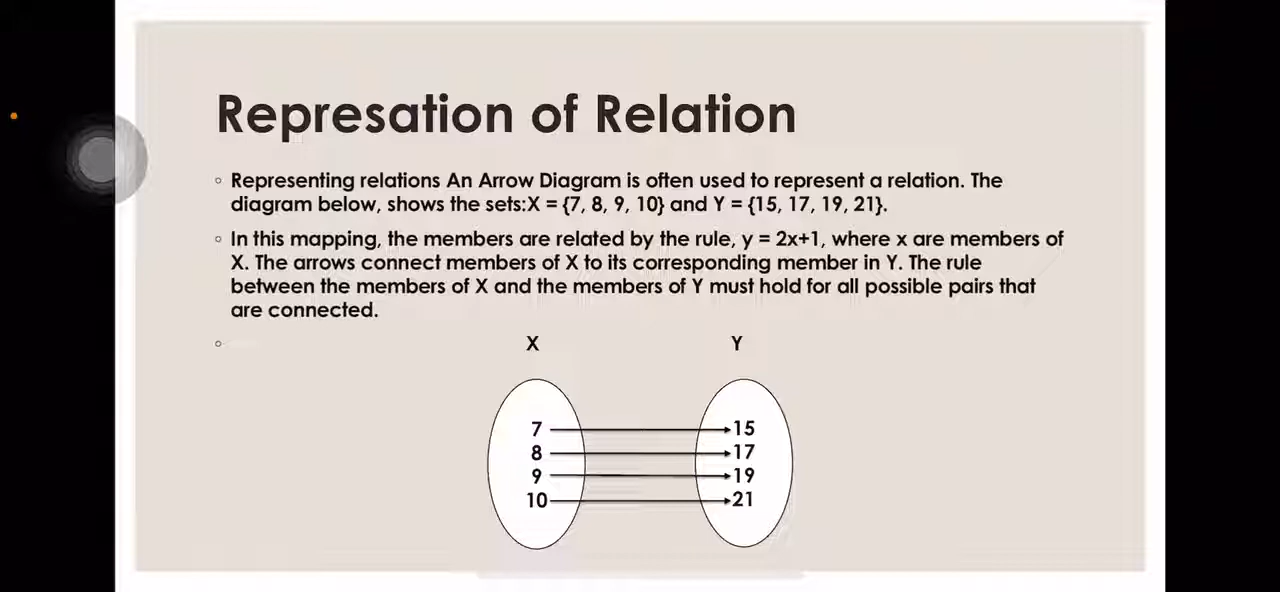 Represation of Relation
Representing relations An Arrow Diagram is often used to represent a relation. The
diagram below, shows the sets:X = {7, 8, 9, 10} and Y = {15, 17, 19, 21}.
In this mapping, the members are related by the rule, y = 2x+1, where x are members of
X. The arrows connect members of X to its corresponding member in Y. The rule
between the members of X and the members of Y must hold for all possible pairs that
are connected.
X Y
7 15
8 17
9 19
10 21